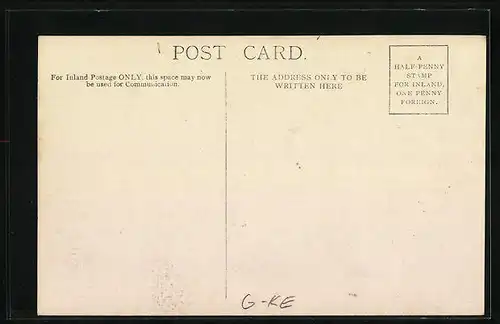 POST CARD.
For Inland Postage ONLY, this space may now
be used for Communication.
THE ADDRESS ONLY TO BE
WRITTEN HERE
A
HALF-PENNY
STAMP
FOR INLAND,
ONE PENNY
FOREIGN.
G-KE